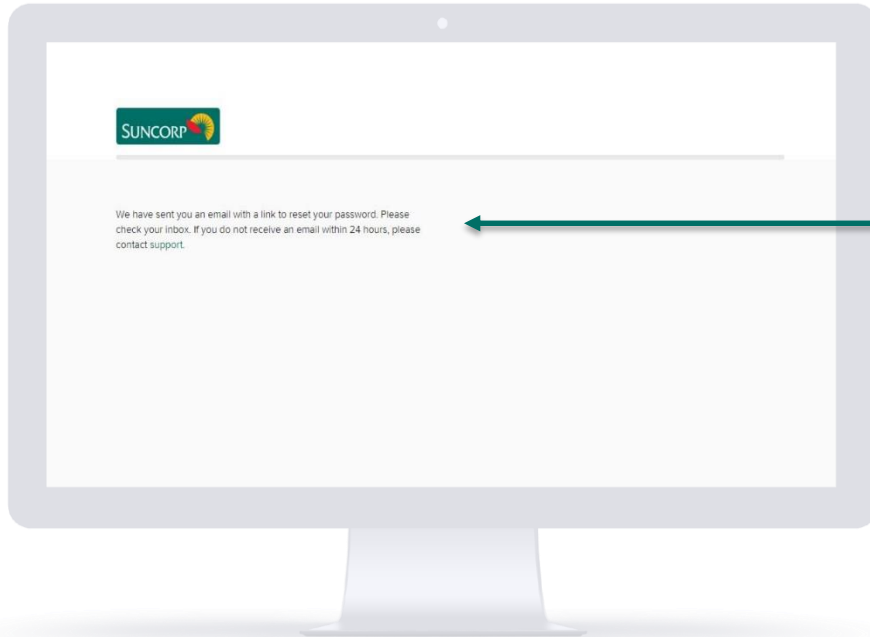 SUNCORP
We have sent you an email with a link to reset your password. Please
check your inbox. If you do not receive an email within 24 hours, please
contact support.